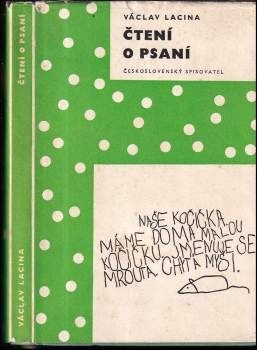 VÁCLAV LACINA
ČTENÍ
O PSANÍ
ČESKOSLOVENSKÝ SPISOVATEL
NAŠE KOČIČKA
MÁME DOMA MALOU
KOČIČKU. JMENUJE SE
MROUTA. CHITÁ MYŠI.
ČTENÍ O PSANÍ
VÁCLAV LACINA